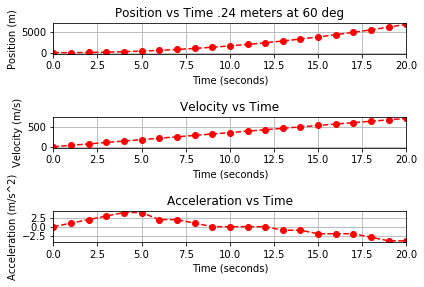 Position vs Time .24 meters at 60 deg
Position (m)
5000
0
0.0 2.5 5.0 7.5 10.0 12.5 15.0 17.5 20.0
Time (seconds)
Velocity vs Time
Velocity (m/s)
500
0
0.0 2.5 5.0 7.5 10.0 12.5 15.0 17.5 20.0
Time (seconds)
Acceleration vs Time
Acceleration (m/s^2)
2.5
0.0
−2.5
0.0 2.5 5.0 7.5 10.0 12.5 15.0 17.5 20.0
Time (seconds)